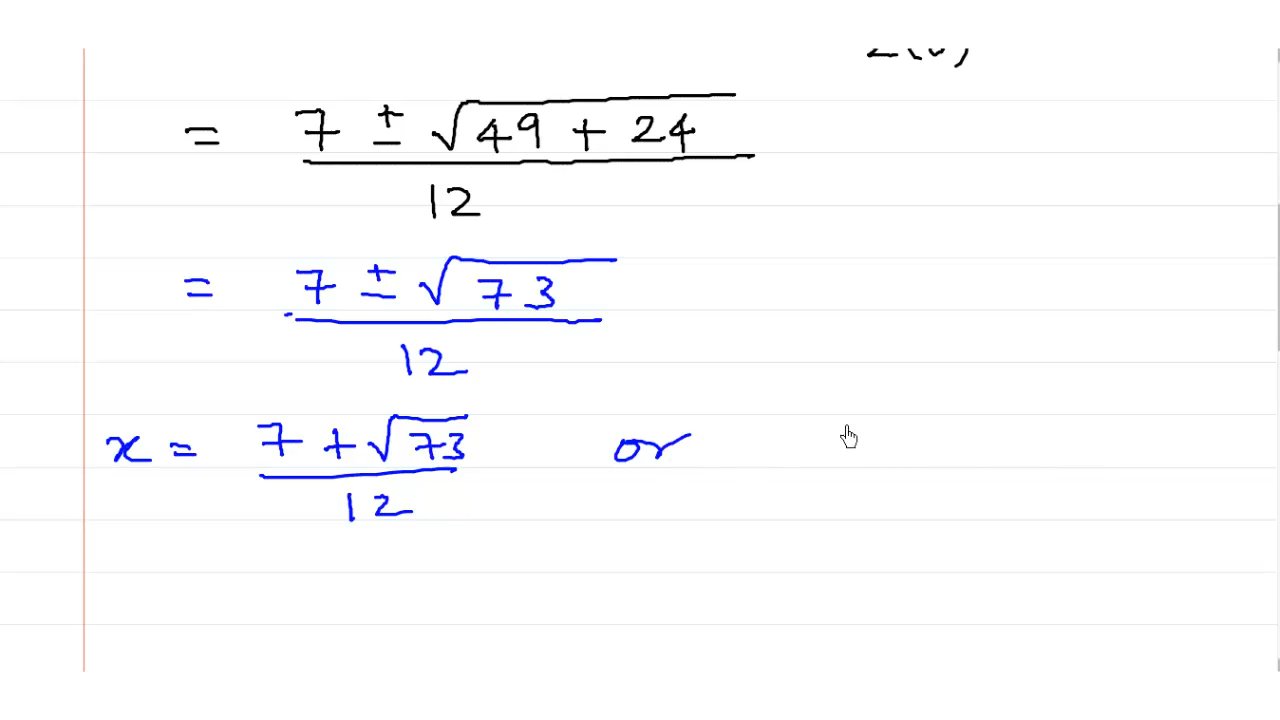 = 7 ± √49 + 24
12
= 7 ± √73
12
x = 7 + √73 or
12